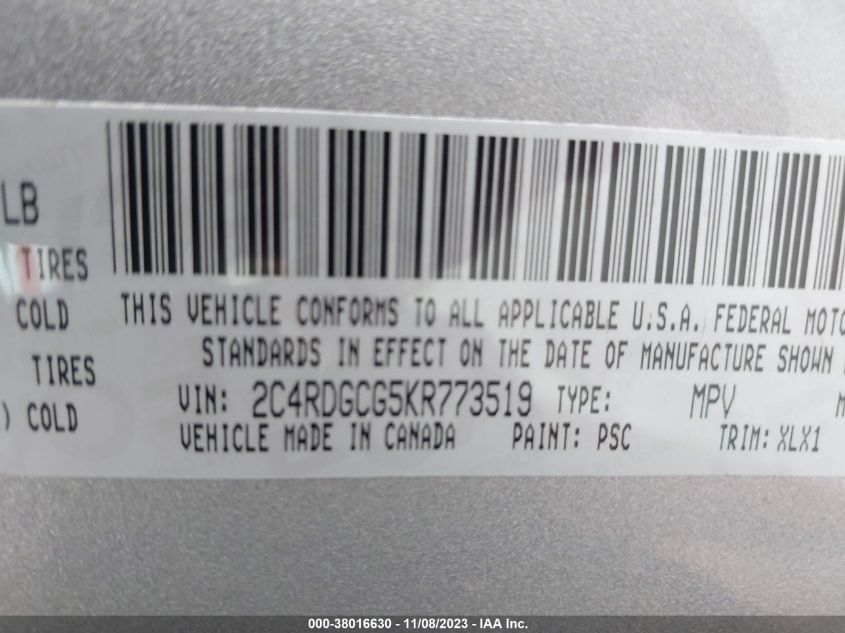 LB
TIRES
COLD
TIRES
) COLD
THIS VEHICLE CONFORMS TO ALL APPLICABLE U.S.A. FEDERAL MOTO
STANDARDS IN EFFECT ON THE DATE OF MANUFACTURE SHOWN
VIN: 2C4RDGCG5KR773519 TYPE: MPV M
VEHICLE MADE IN CANADA PAINT: PSC TRIM: XLX1
000-38016630 - 11/08/2023 - IAA Inc.